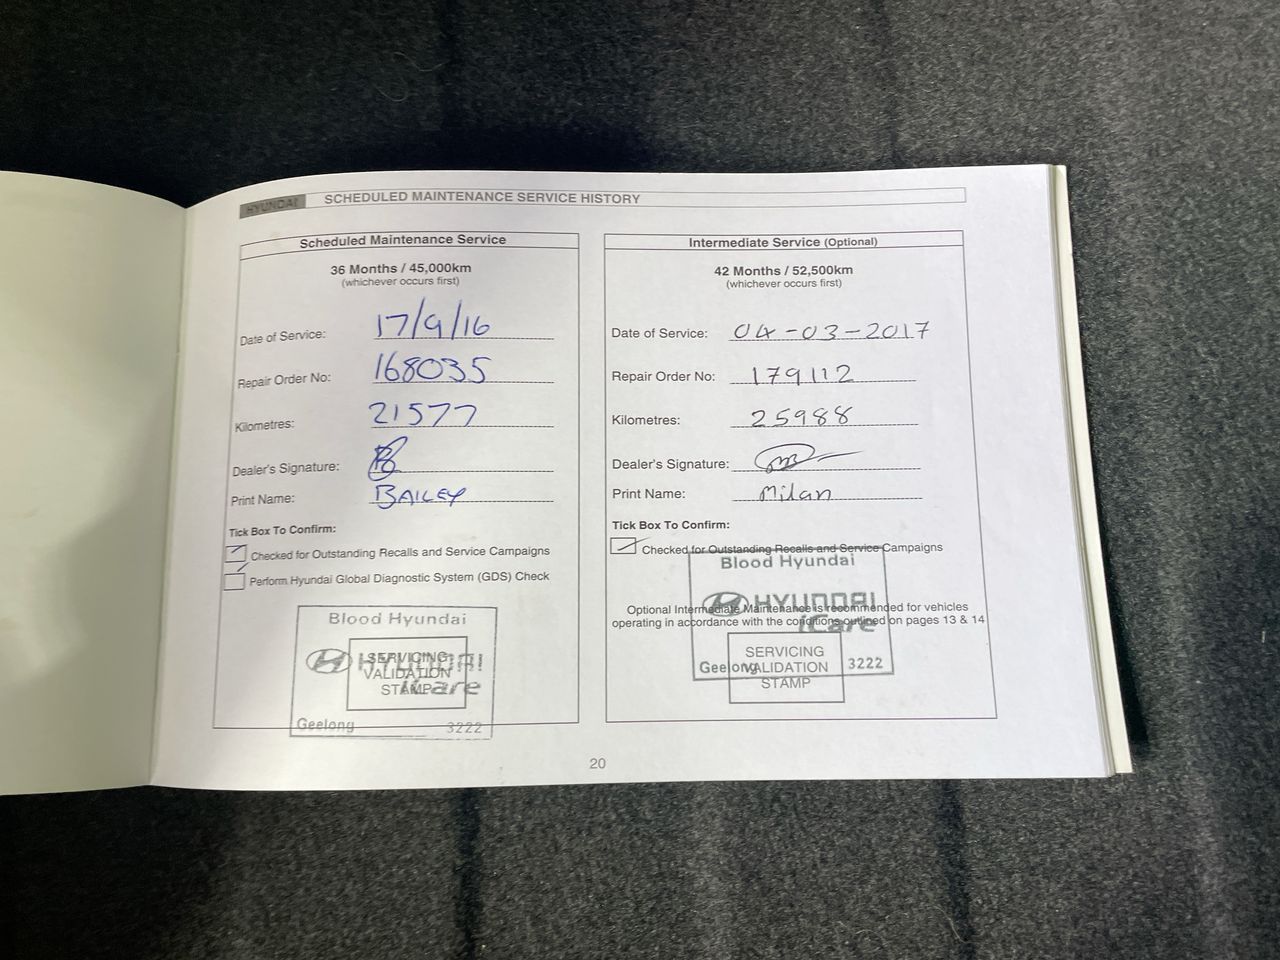 HYUNDAI SCHEDULED MAINTENANCE SERVICE HISTORY
Scheduled Maintenance Service
36 Months / 45,000km
(whichever occurs first)
Date of Service: 17/9/16
Repair Order No: 168035
Kilometres: 21577
Dealer's Signature:
Print Name: BAILEY
Tick Box To Confirm:
Checked for Outstanding Recalls and Service Campaigns
Perform Hyundai Global Diagnostic System (GDS) Check
Blood Hyundai
HYUNDAI
iCare
SERVICING
VALIDATION
STAMP
Geelong 3222
Intermediate Service (Optional)
42 Months / 52,500km
(whichever occurs first)
Date of Service: 04-03-2017
Repair Order No: 179112
Kilometres: 25988
Dealer's Signature:
Print Name: Milan
Tick Box To Confirm:
Checked for Outstanding Recalls and Service Campaigns
Blood Hyundai
HYUNDAI
iCare
Optional Intermediate Maintenance is recommended for vehicles
operating in accordance with the conditions outlined on pages 13 & 14
SERVICING
VALIDATION
STAMP
Geelong 3222
20